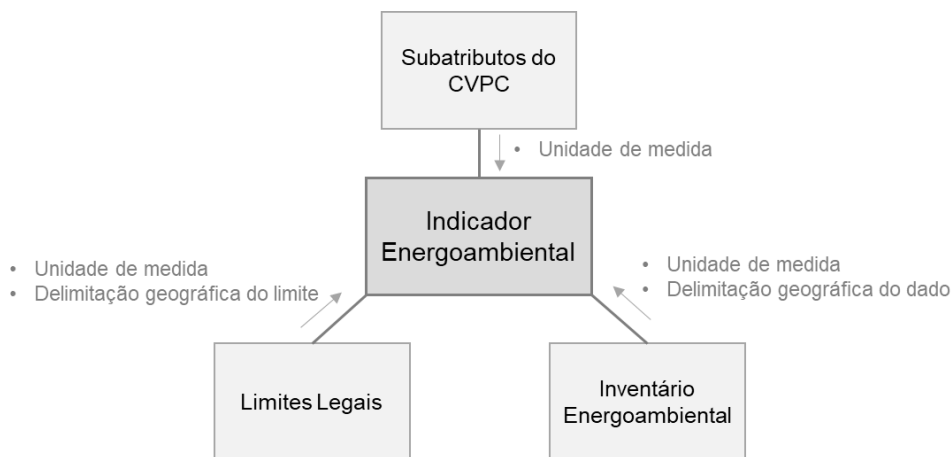 Subatributos do
CVPC
• Unidade de medida
Indicador
Energoambiental
• Unidade de medida
• Delimitação geográfica do limite
• Unidade de medida
• Delimitação geográfica do dado
Limites Legais
Inventário
Energoambiental